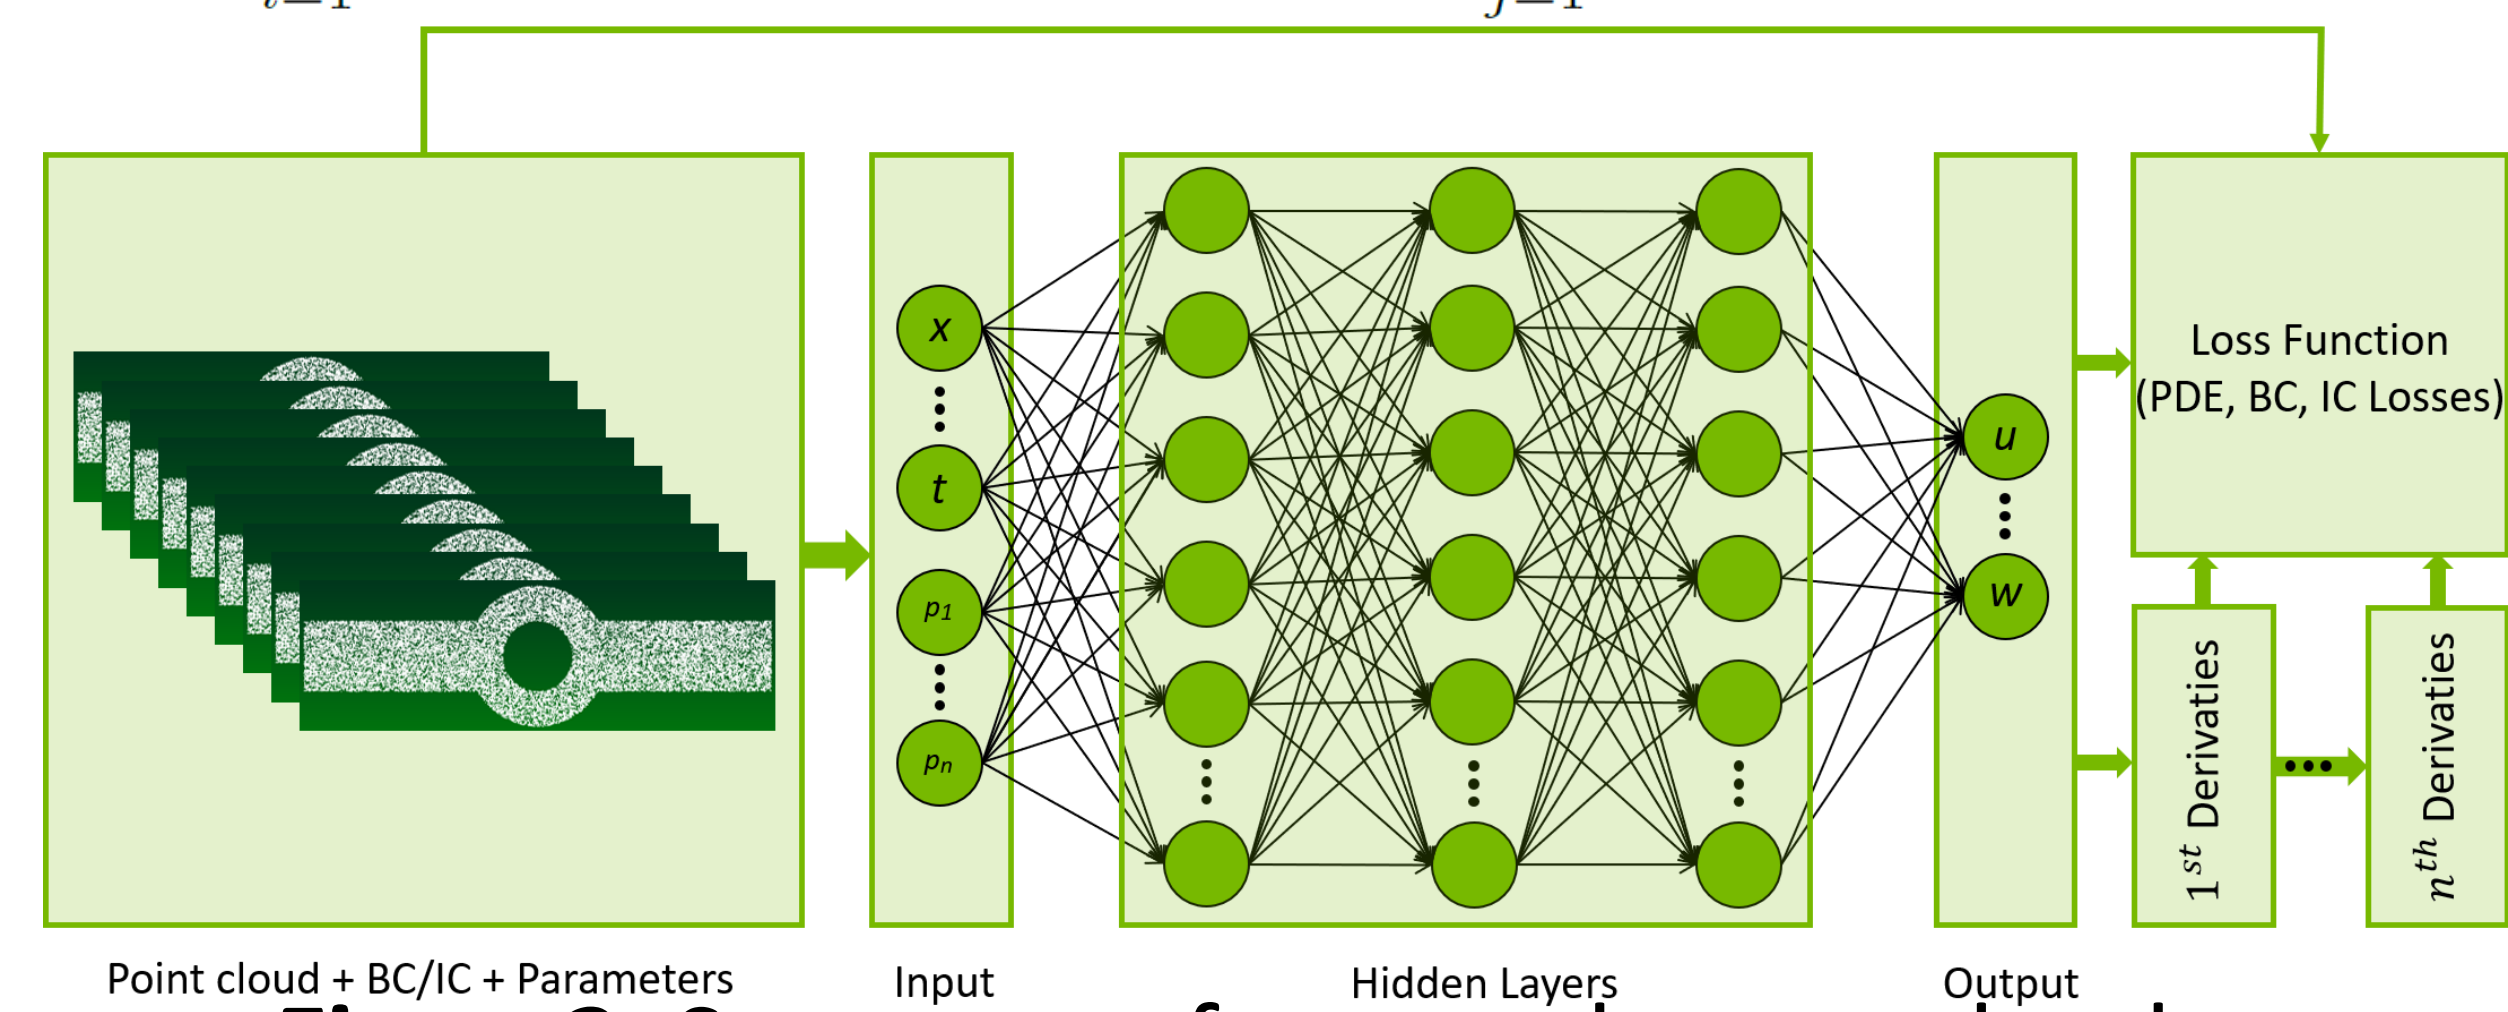 x
t
p1
pn
u
w
Loss Function
(PDE, BC, IC Losses)
1st Derivaties
nth Derivaties
Point cloud + BC/IC + Parameters
Input
Hidden Layers
Output